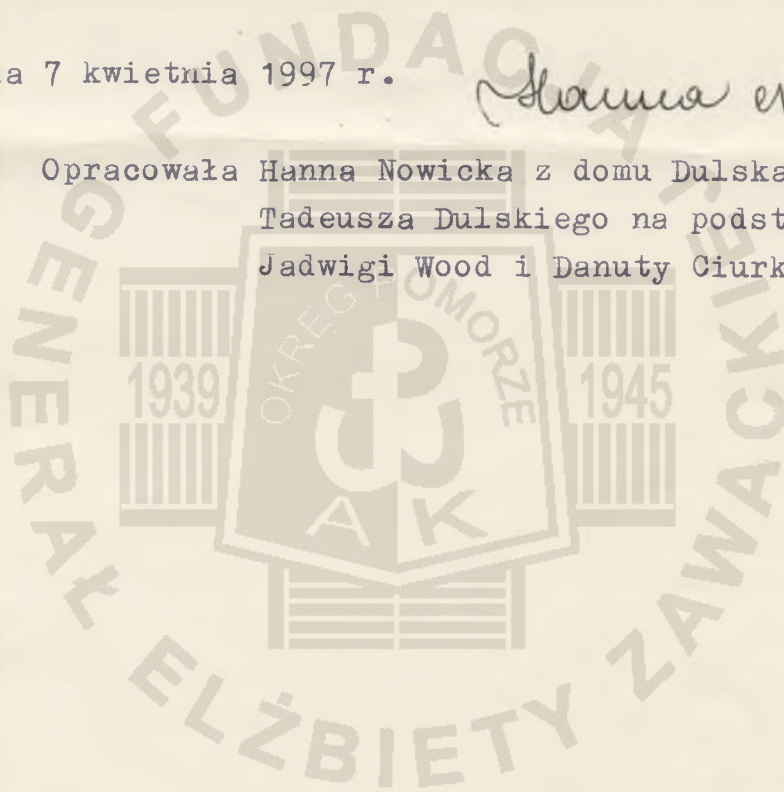 a 7 kwietnia 1997 r.
Hanna
Opracowała Hanna Nowicka z domu Dulska
Tadeusza Dulskiego na podst
Jadwigi Wood i Danuty Ciurk
FUNDACJA
GENERAŁ ELŻBIETY ZAWACKIEJ
OKRĘG POMORZE
1939
1945
A K